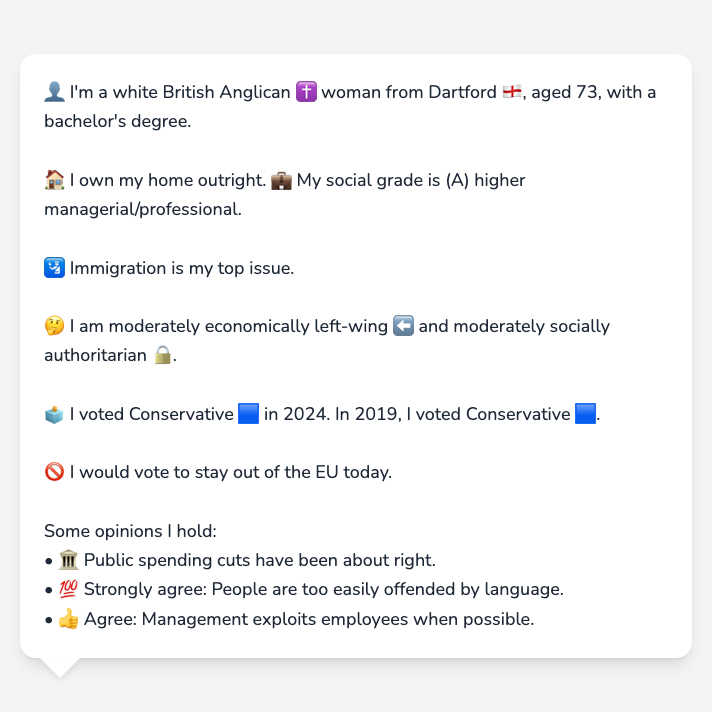 👤 I'm a white British Anglican ✝️ woman from Dartford 🏴󠁧󠁢󠁥󠁮󠁧󠁿, aged 73, with a
bachelor's degree.
🏠 I own my home outright. 💼 My social grade is (A) higher
managerial/professional.
🛂 Immigration is my top issue.
🤔 I am moderately economically left-wing ⬅️ and moderately socially
authoritarian 🔒.
🗳️ I voted Conservative 🟦 in 2024. In 2019, I voted Conservative 🟦.
🚫 I would vote to stay out of the EU today.
Some opinions I hold:
• 🏛️ Public spending cuts have been about right.
• 💯 Strongly agree: People are too easily offended by language.
• 👍 Agree: Management exploits employees when possible.